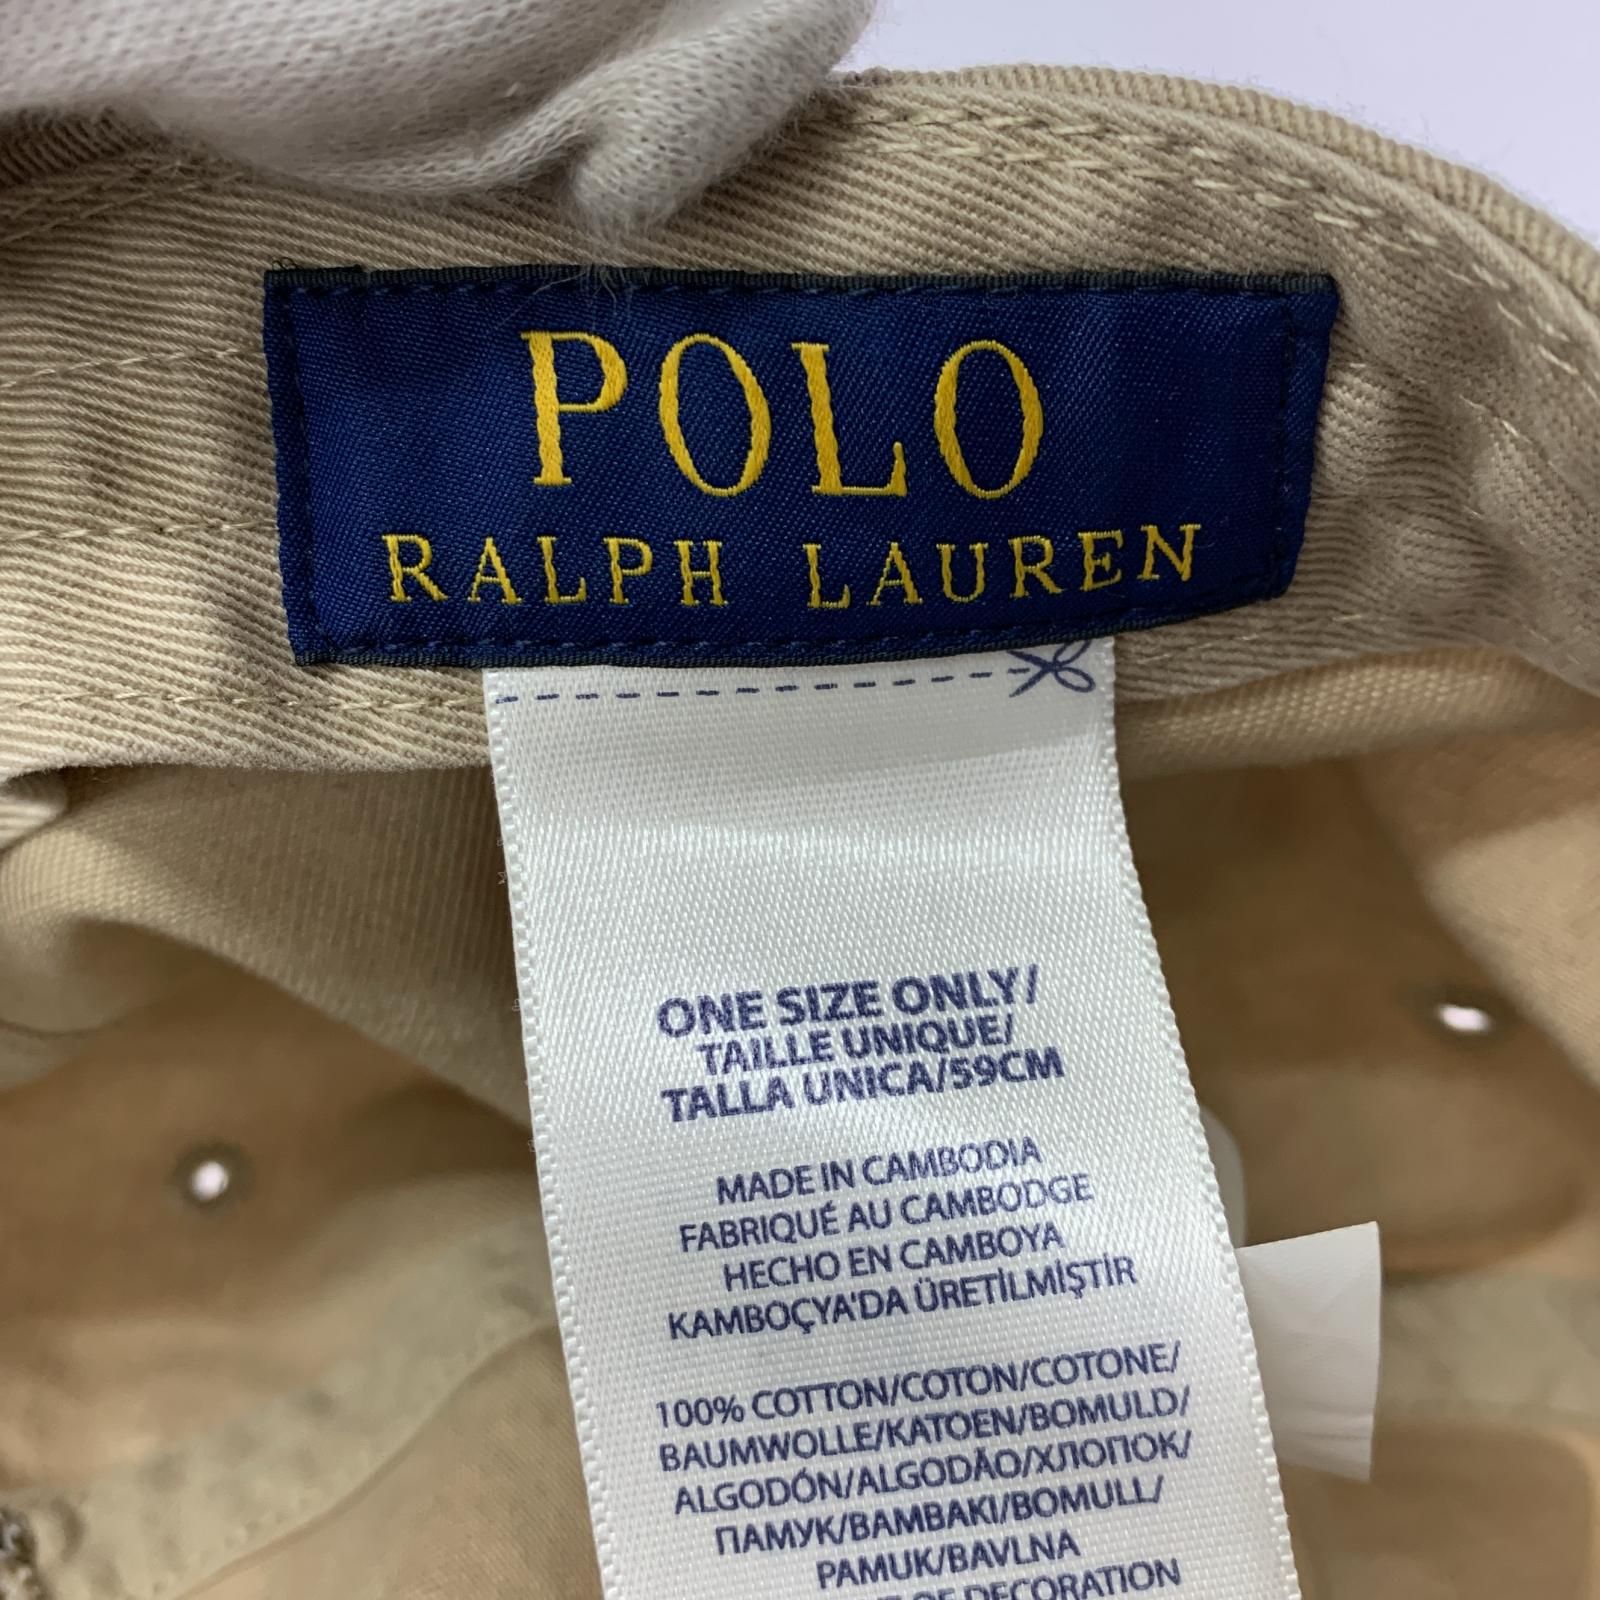 POLO
RALPH LAUREN
ONE SIZE ONLY/
TAILLE UNIQUE/
TALLA UNICA/59CM
MADE IN CAMBODIA
FABRIQUÉ AU CAMBODGE
HECHO EN CAMBOYA
KAMBOÇYA'DA ÜRETİLMİŞTİR
100% COTTON/COTON/COTONE/
BAUMWOLLE/KATOEN/BOMULD/
ALGODÓN/ALGODÃO/ХЛОПОК/
ПАМУК/BAMBAKI/BOMULL/
PAMUK/BAVLNA
OF DECORATION